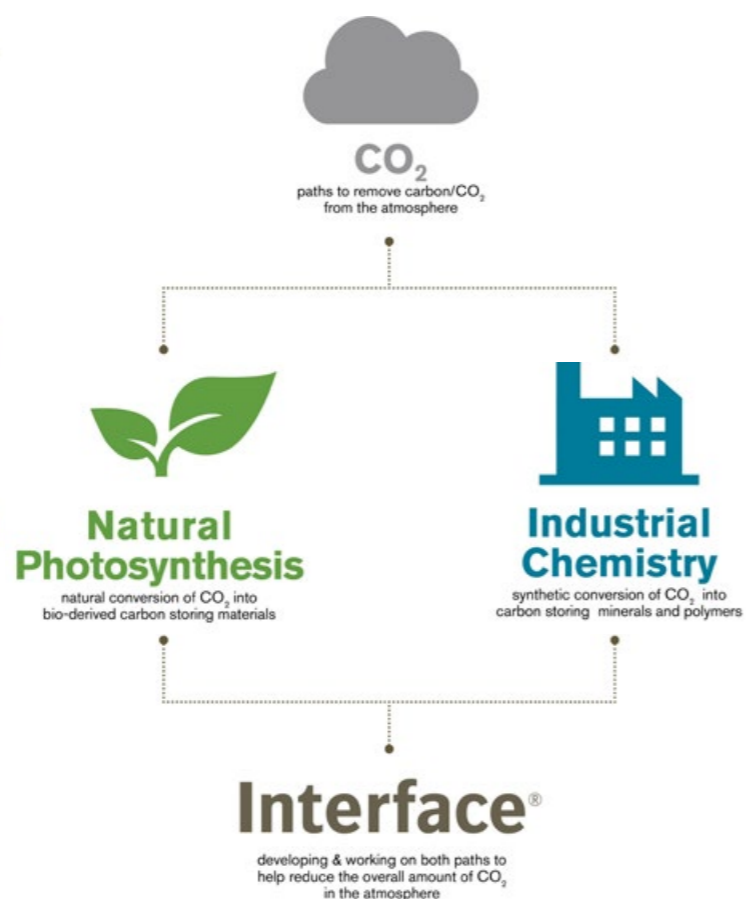 CO₂
paths to remove carbon/CO₂
from the atmosphere
Natural
Photosynthesis
natural conversion of CO₂ into
bio-derived carbon storing materials
Industrial
Chemistry
synthetic conversion of CO₂ into
carbon storing minerals and polymers
Interface®
developing & working on both paths to
help reduce the overall amount of CO₂
in the atmosphere